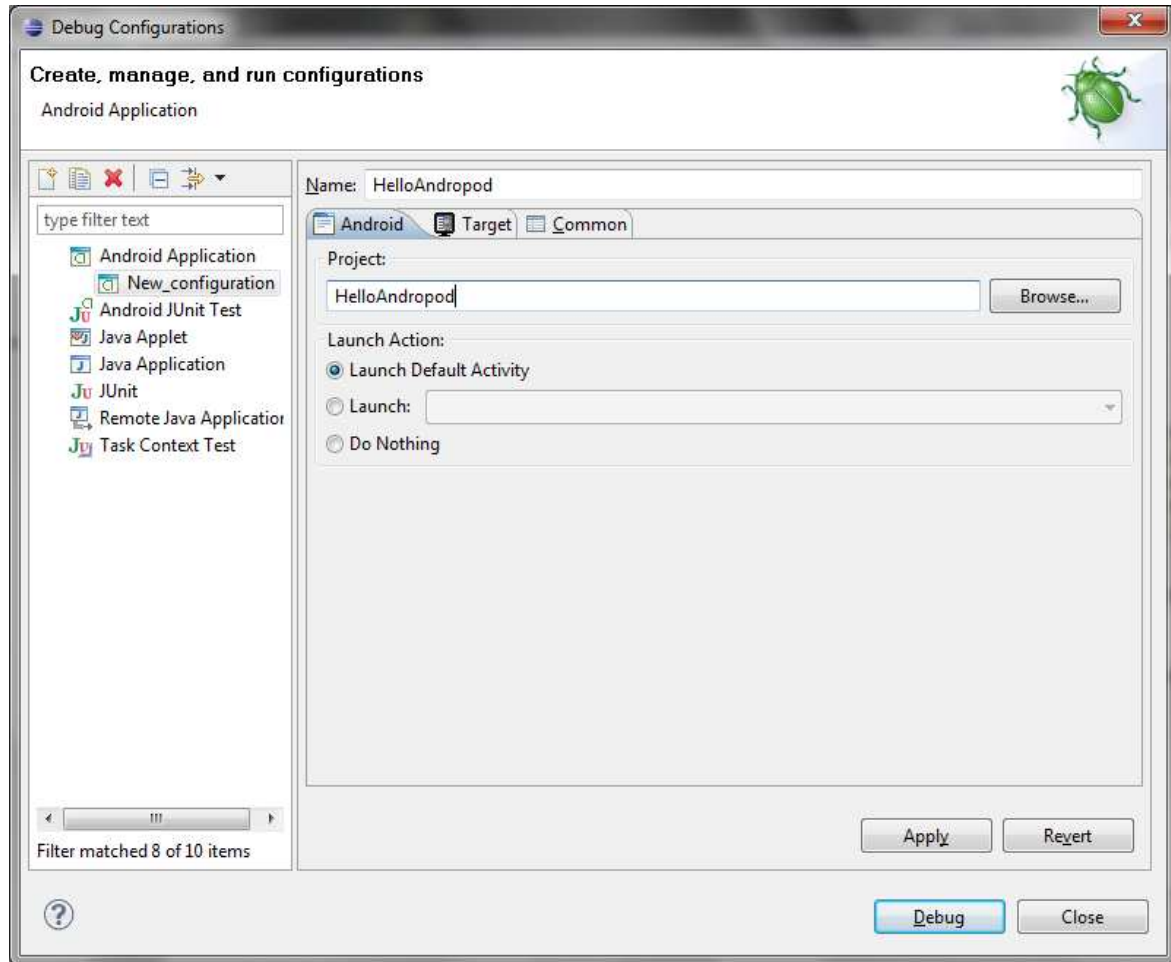 Debug Configurations
Create, manage, and run configurations
Android Application
type filter text
Android Application
New_configuration
Android JUnit Test
Java Applet
Java Application
JUnit
Remote Java Application
Task Context Test
Filter matched 8 of 10 items
Name: HelloAndropod
Android Target Common
Project:
HelloAndropod Browse...
Launch Action:
Launch Default Activity
Launch:
Do Nothing
Apply Revert
Debug Close